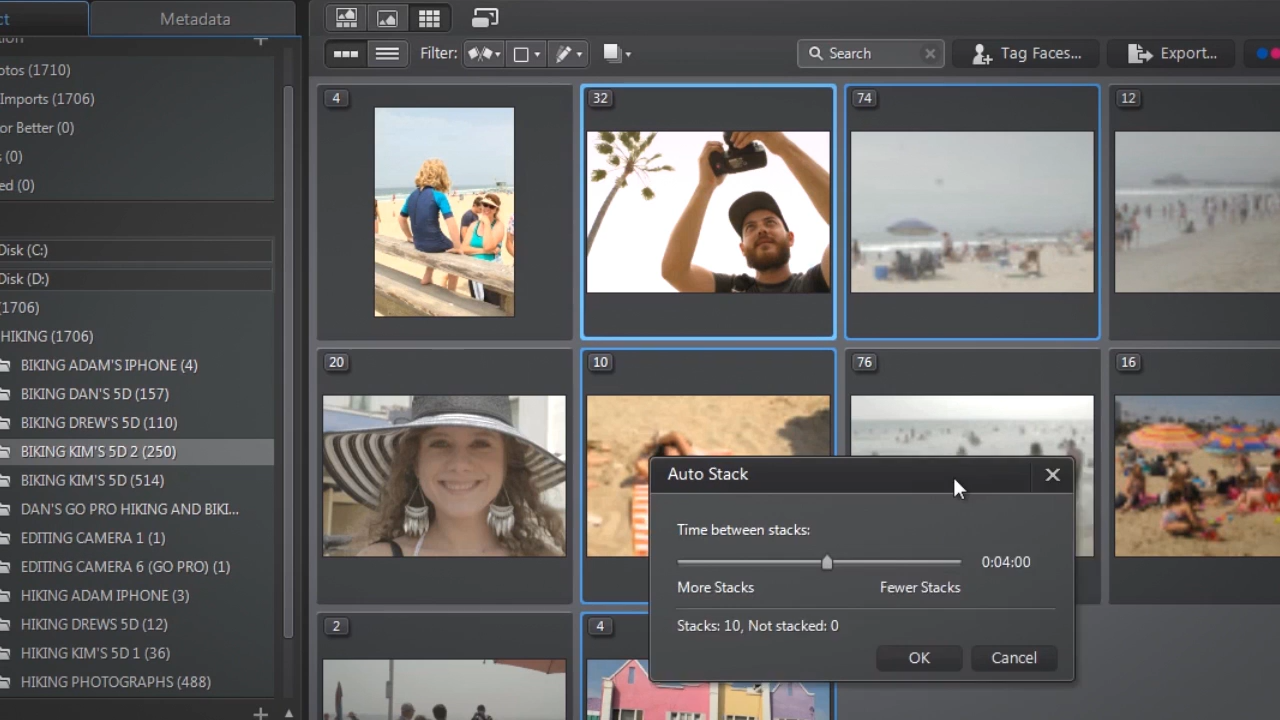 ct
Metadata
otos (1710)
Imports (1706)
or Better (0)
s (0)
ed (0)
Disk (C:)
Disk (D:)
(1706)
HIKING (1706)
BIKING ADAM'S IPHONE (4)
BIKING DAN'S 5D (157)
BIKING DREW'S 5D (110)
BIKING KIM'S 5D 2 (250)
BIKING KIM'S 5D (514)
DAN'S GO PRO HIKING AND BIKI...
EDITING CAMERA 1 (1)
EDITING CAMERA 6 (GO PRO) (1)
HIKING ADAM IPHONE (3)
HIKING DREWS 5D (12)
HIKING KIM'S 5D 1 (36)
HIKING PHOTOGRAPHS (488)
Filter:
Search
Tag Faces...
Export...
4
32
74
12
20
10
76
16
2
4
Auto Stack
Time between stacks:
0:04:00
More Stacks
Fewer Stacks
Stacks: 10, Not stacked: 0
OK
Cancel